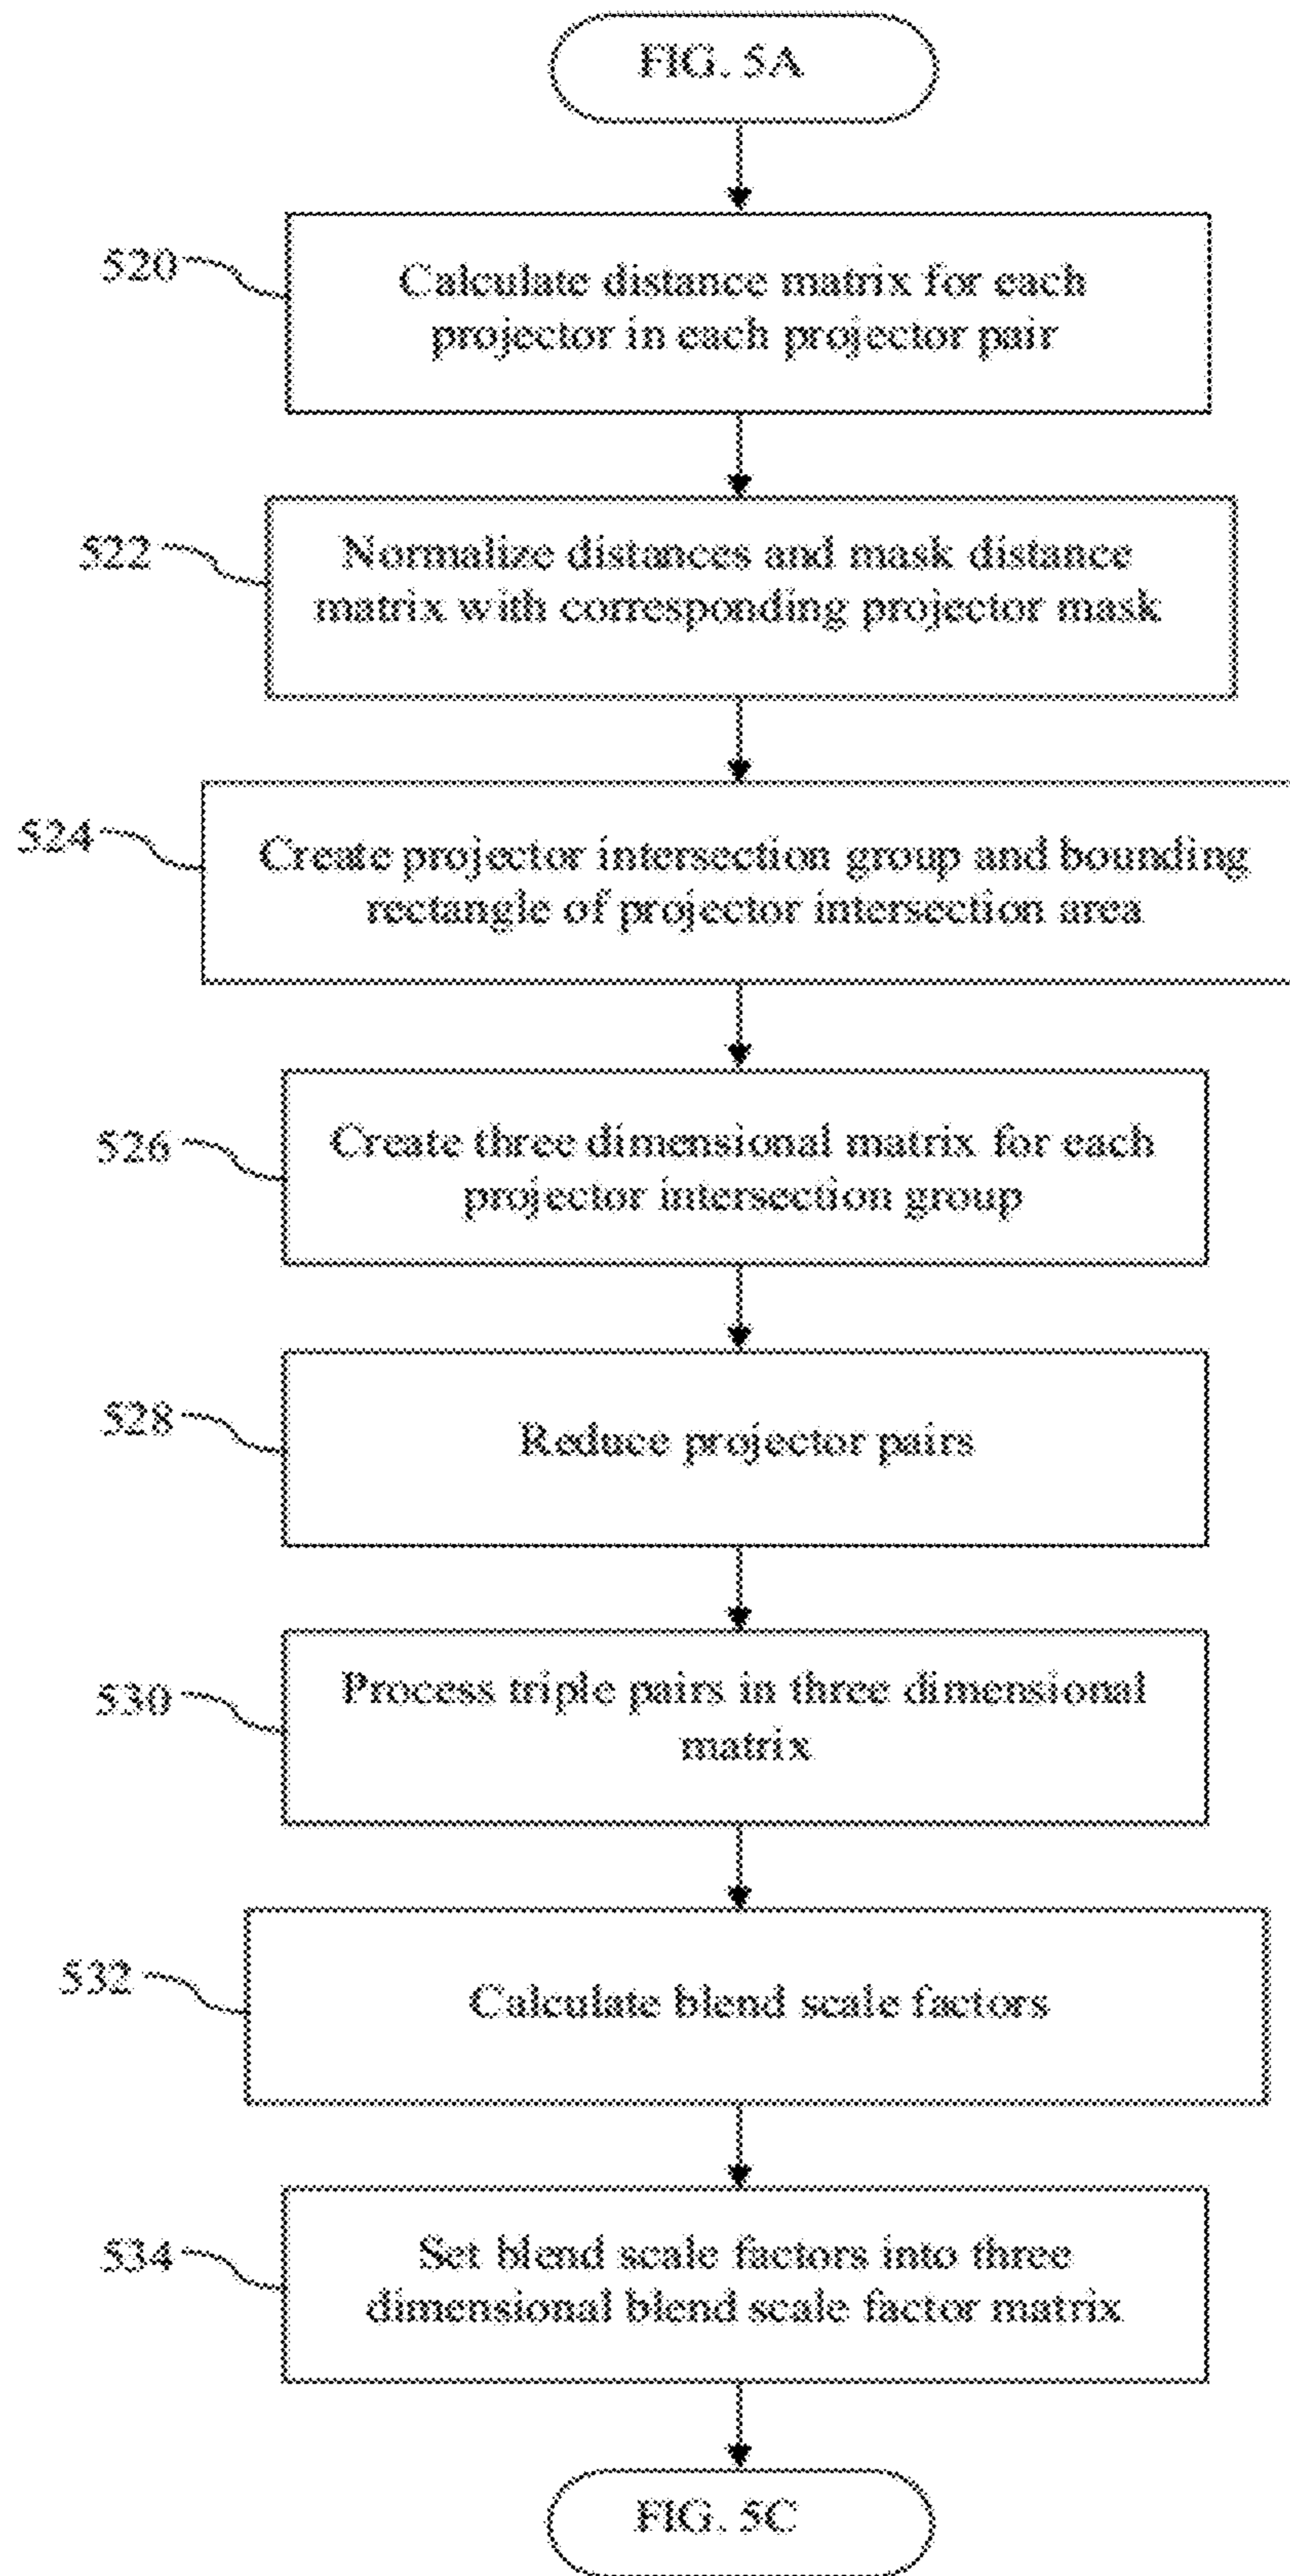 FIG. 5A
520
Calculate distance matrix for each
projector in each projector pair
522
Normalize distances and mask distance
matrix with corresponding projector mask
524
Create projector intersection group and bounding
rectangle of projector intersection area
526
Create three dimensional matrix for each
projector intersection group
528
Reduce projector pairs
530
Process triple pairs in three dimensional
matrix
532
Calculate blend scale factors
534
Set blend scale factors into three
dimensional blend scale factor matrix
FIG. 5C